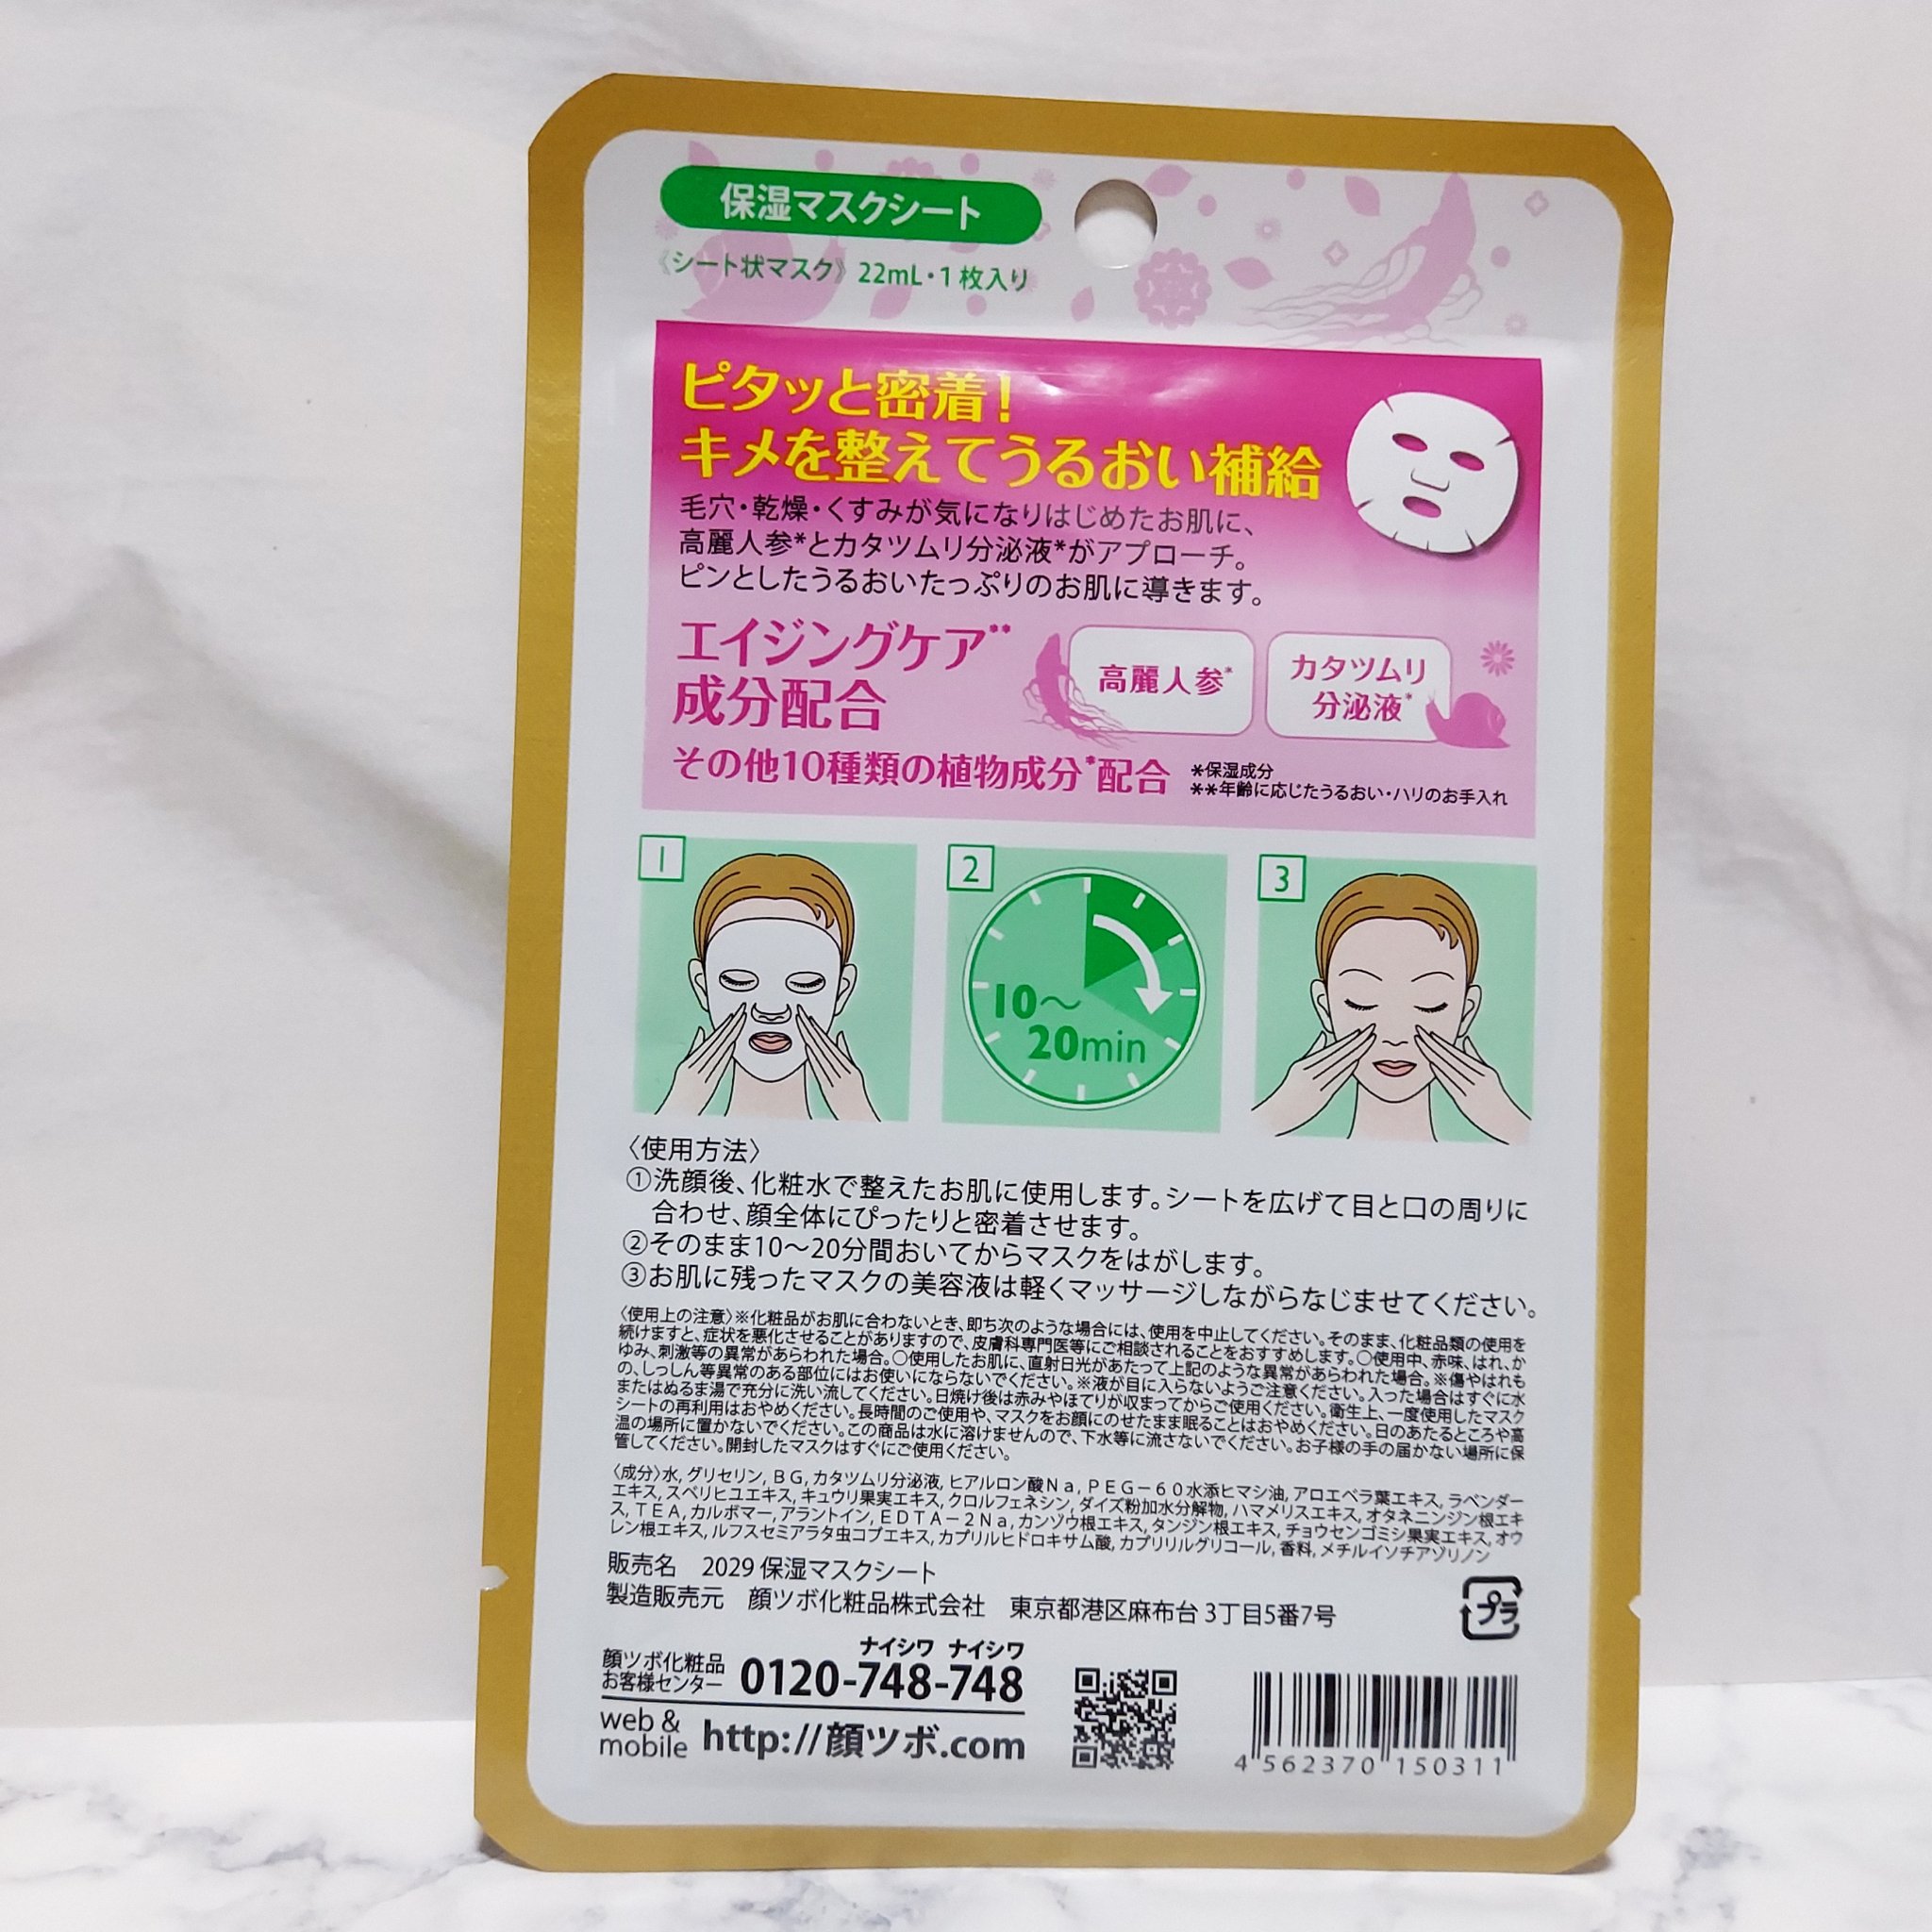 保湿マスクシート
《シート状マスク》22mL・1枚入り
ピタッと密着!
キメを整えてうるおい補給
毛穴・乾燥・くすみが気になりはじめたお肌に、
高麗人参*とカタツムリ分泌液*がアプローチ。
ピンとしたうるおいたっぷりのお肌に導きます。
エイジングケア**
成分配合
高麗人参*
カタツムリ
分泌液*
その他10種類の植物成分*配合
*保湿成分
**年齢に応じたうるおい・ハリのお手入れ
1
2
3
10〜
20min
〈使用方法〉
①洗顔後、化粧水で整えたお肌に使用します。シートを広げて目と口の周りに
合わせ、顔全体にぴったりと密着させます。
②そのまま10〜20分間おいてからマスクをはがします。
③お肌に残ったマスクの美容液は軽くマッサージしながらなじませてください。
〈使用上の注意〉※化粧品がお肌に合わないとき、即ち次のような場合には、使用を中止してください。そのまま、化粧品類の使用を
続けますと、症状を悪化させることがありますので、皮膚科専門医等にご相談されることをおすすめします。○使用中、赤味、はれ、か
ゆみ、刺激等の異常があらわれた場合。○使用したお肌に、直射日光があたって上記のような異常があらわれた場合。※傷やはれも
の、しっしん等異常のある部位にはお使いにならないでください。※液が目に入らないようご注意ください。入った場合はすぐに水
またはぬるま湯で充分に洗い流してください。日焼け後は赤みやほてりが収まってからご使用ください。衛生上、一度使用したマスク
シートの再利用はおやめください。長時間のご使用や、マスクをお顔にのせたまま眠ることはおやめください。日のあたるところや高
温の場所に置かないでください。この商品は水に溶けませんので、下水等に流さないでください。お子様の手の届かない場所に保
管してください。開封したマスクはすぐにご使用ください。
〈成分〉水, グリセリン, BG, カタツムリ分泌液, ヒアルロン酸Na, PEG-60水添ヒマシ油, アロエベラ葉エキス, ラベンダー
エキス, スベリヒユエキス, キュウリ果実エキス, クロルフェネシン, ダイズ粉加水分解物, ハマメリスエキス, オタネニンジン根エキ
ス, TEA, カルボマー, アラントイン, EDTA-2Na, カンゾウ根エキス, タンジン根エキス, チョウセンゴミシ果実エキス, オウ
レン根エキス, ルフスセミアラタ虫コブエキス, カプリルヒドロキサム酸, カプリリルグリコール, 香料, メチルイソチアゾリノン
販売名 2029 保湿マスクシート
製造販売元 顔ツボ化粧品株式会社 東京都港区麻布台3丁目5番7号
プラ
ナイシワ ナイシワ
顔ツボ化粧品
お客様センター 0120-748-748
web &
mobile http://顔ツボ.com
4 562370 150311